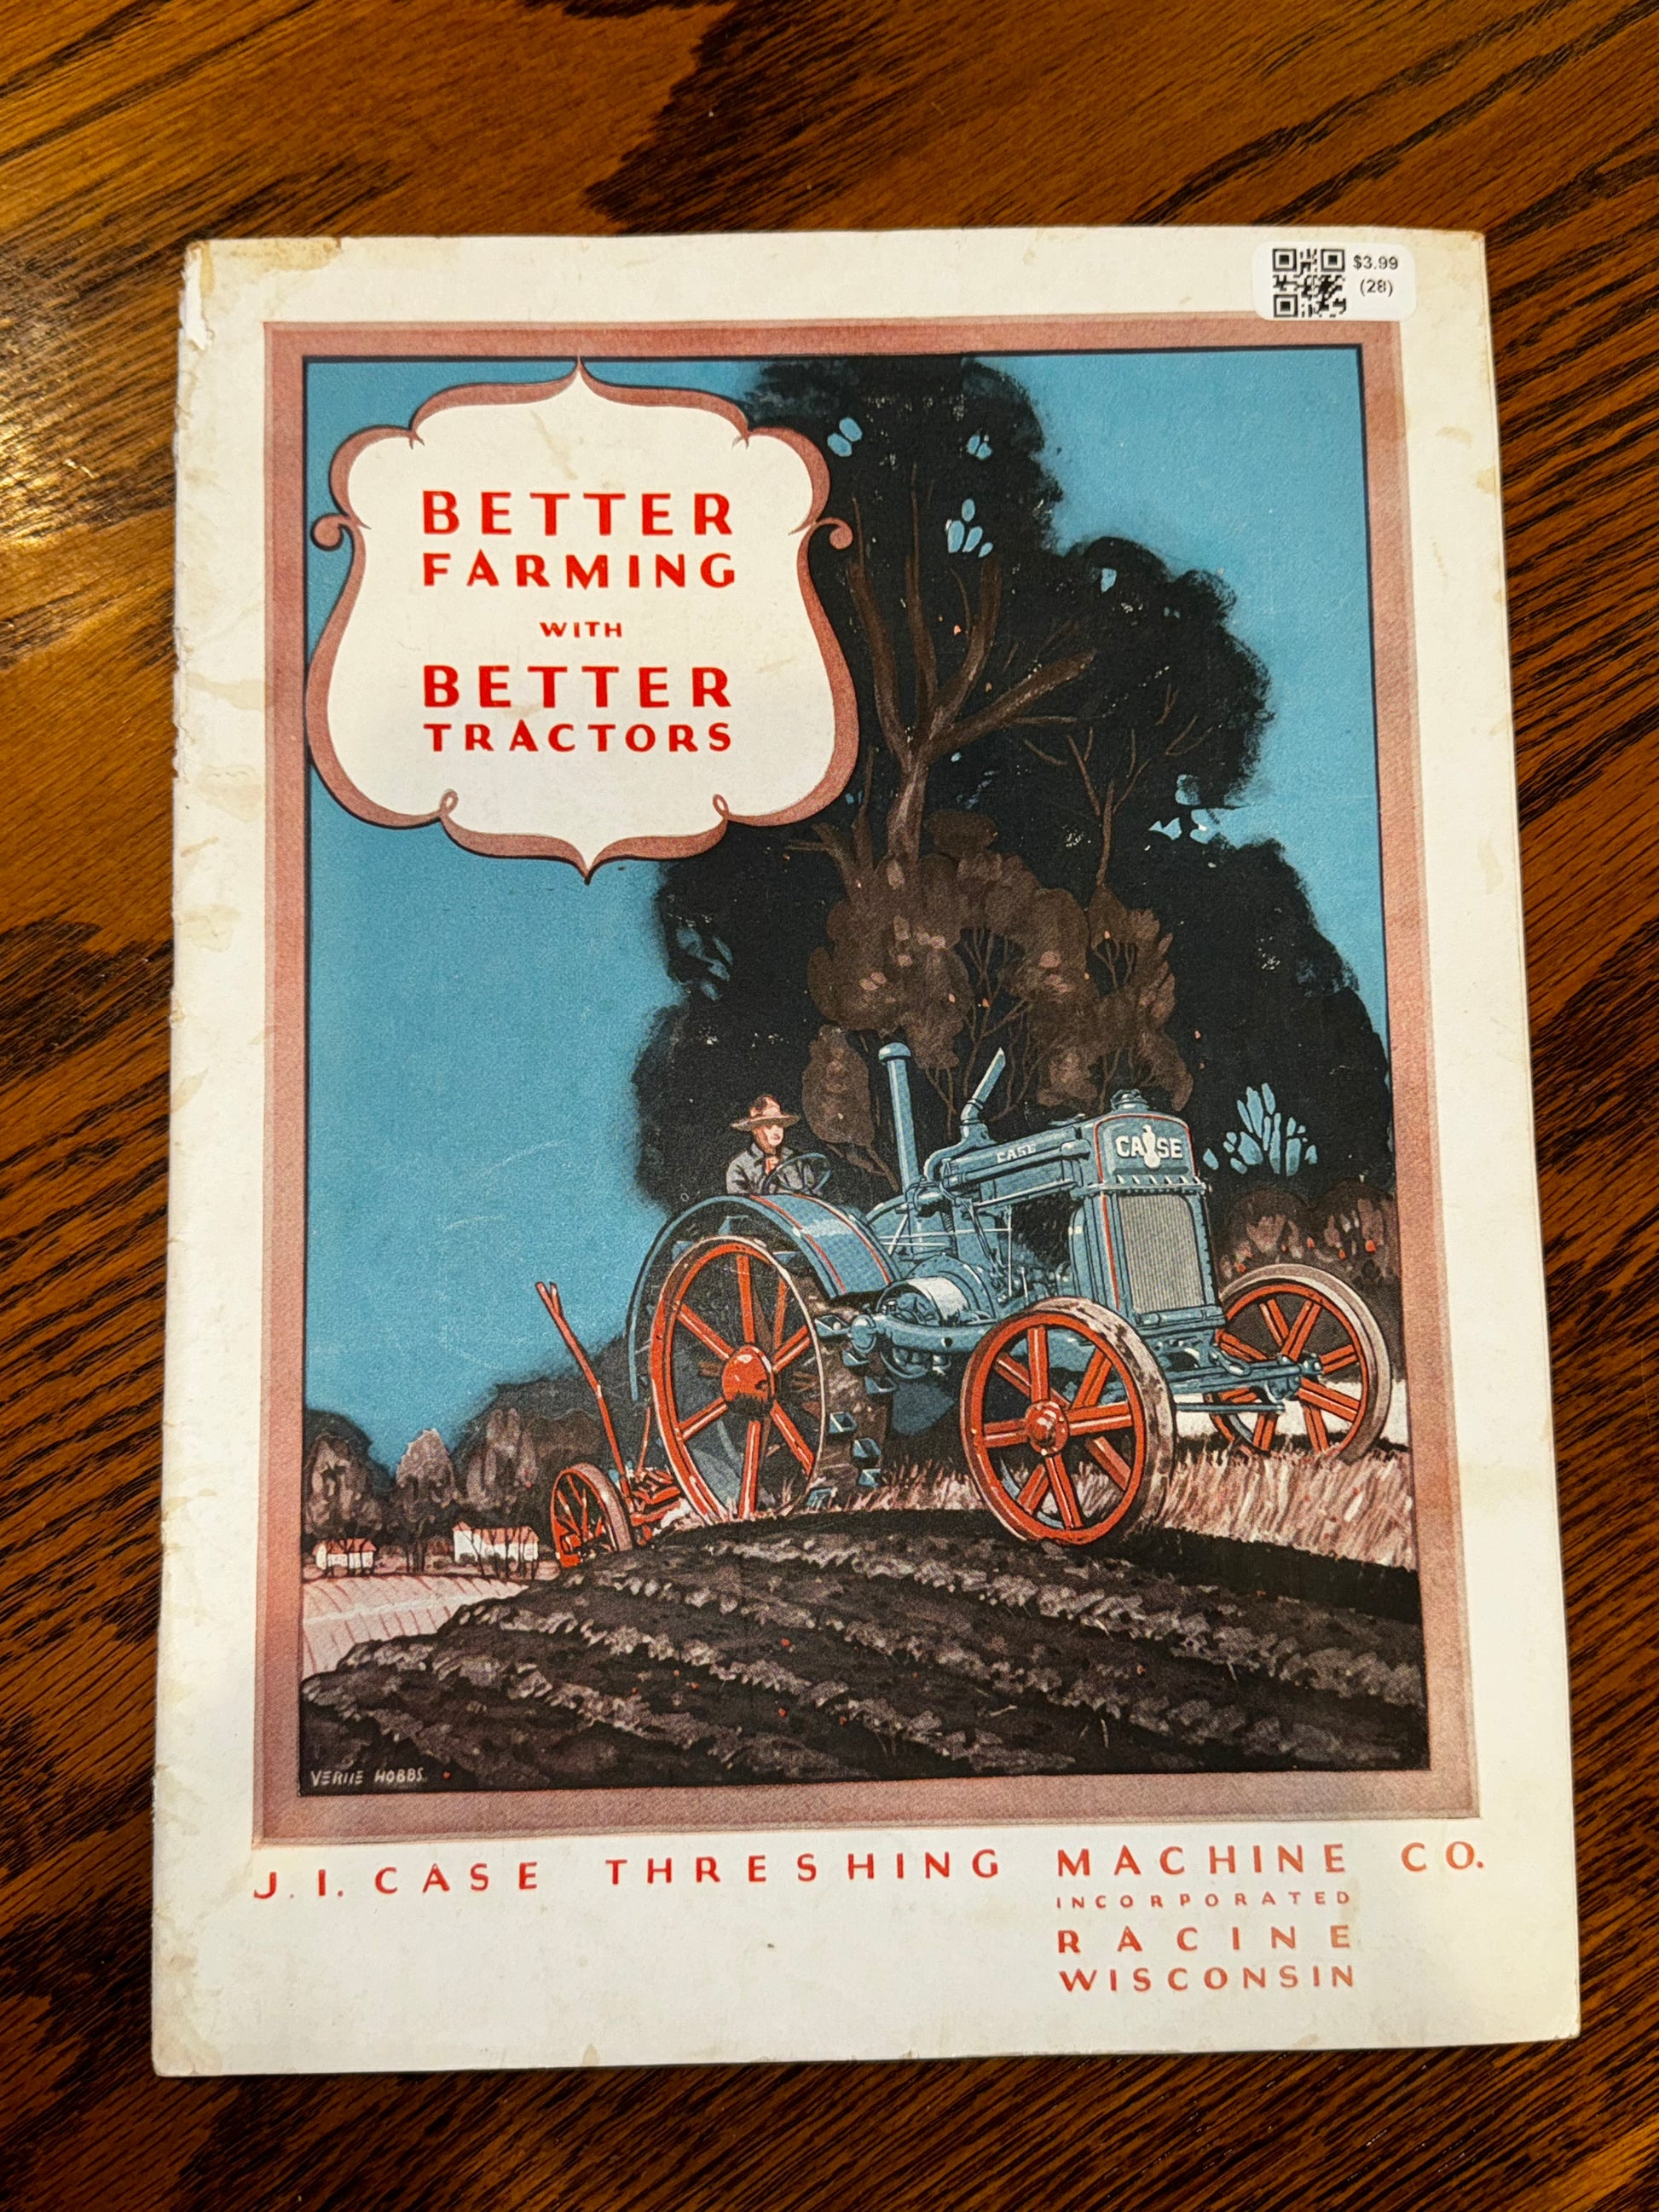 $3.99
(28)
BETTER
FARMING
WITH
BETTER
TRACTORS
CASE
CASE
VERNE HOBBS
J. I. CASE THRESHING MACHINE CO.
INCORPORATED
RACINE
WISCONSIN